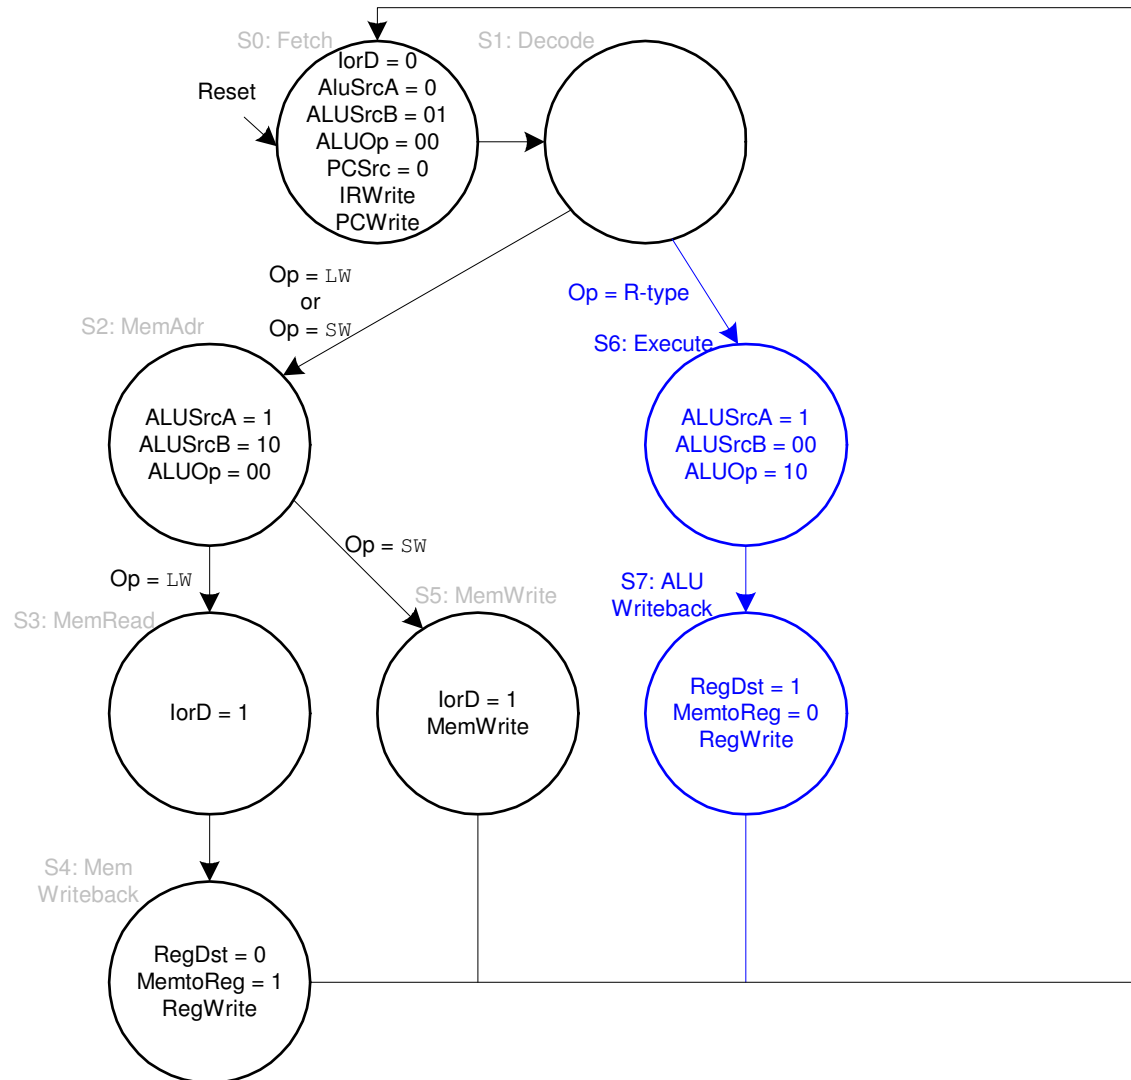 S0: Fetch
S1: Decode
Reset
IorD = 0
AluSrcA = 0
ALUSrcB = 01
ALUOp = 00
PCSrc = 0
IRWrite
PCWrite
Op = LW
or
Op = SW
Op = R-type
S2: MemAdr
S6: Execute
ALUSrcA = 1
ALUSrcB = 10
ALUOp = 00
ALUSrcA = 1
ALUSrcB = 00
ALUOp = 10
Op = LW
Op = SW
S7: ALU
Writeback
S3: MemRead
S5: MemWrite
IorD = 1
IorD = 1
MemWrite
RegDst = 1
MemtoReg = 0
RegWrite
S4: Mem
Writeback
RegDst = 0
MemtoReg = 1
RegWrite